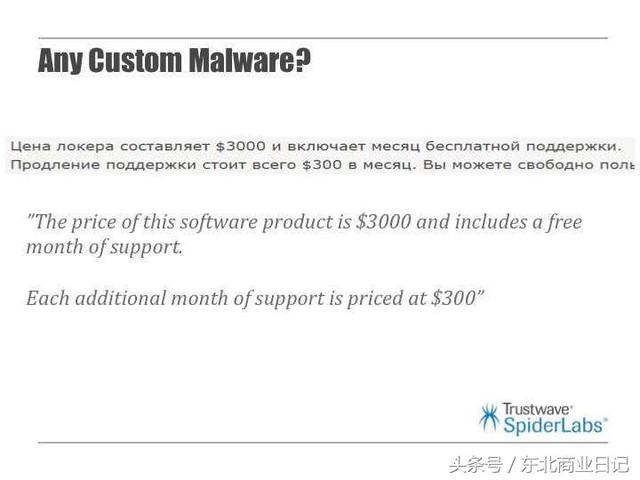 Any Custom Malware?
Цена локера составляет $3000 и включает месяц бесплатной поддержки.
Продление поддержки стоит всего $300 в месяц. Вы можете свободно
"The price of this software product is $3000 and includes a free
month of support.
Each additional month of support is priced at $300"
Trustwave®
SpiderLabs®
头条号 / 东北商业日记